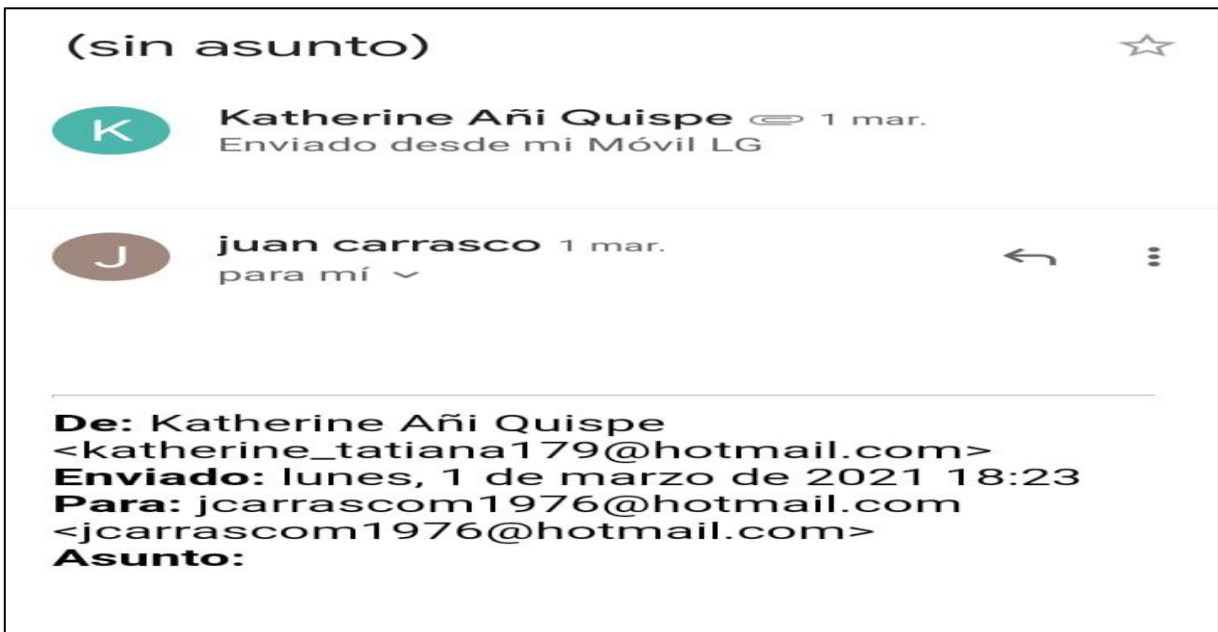 (sin asunto)
K
Katherine Añi Quispe 1 mar.
Enviado desde mi Móvil LG
J
juan carrasco 1 mar.
para mí
De: Katherine Añi Quispe
<katherine_tatiana179@hotmail.com>
Enviado: lunes, 1 de marzo de 2021 18:23
Para: jcarrascom1976@hotmail.com
<jcarrascom1976@hotmail.com>
Asunto: